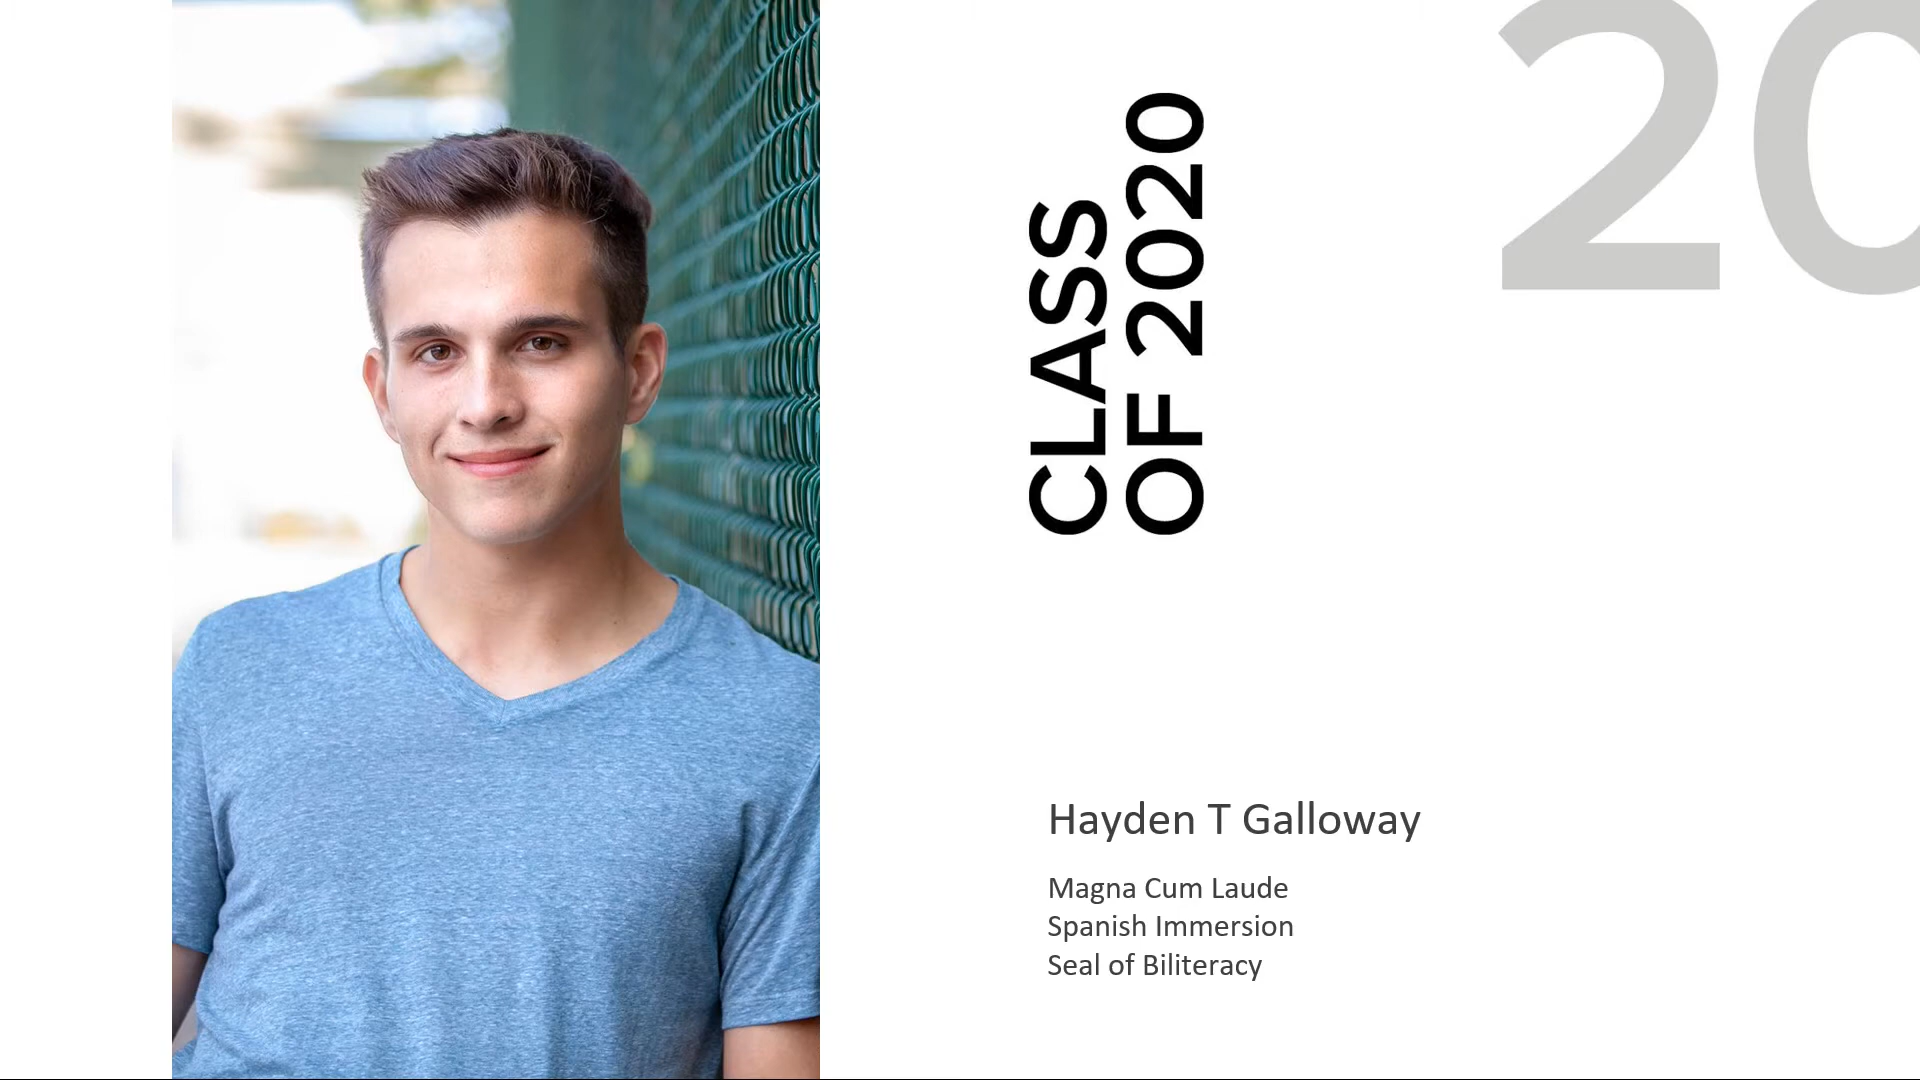 20
CLASS
OF 2020
Hayden T Galloway
Magna Cum Laude
Spanish Immersion
Seal of Biliteracy